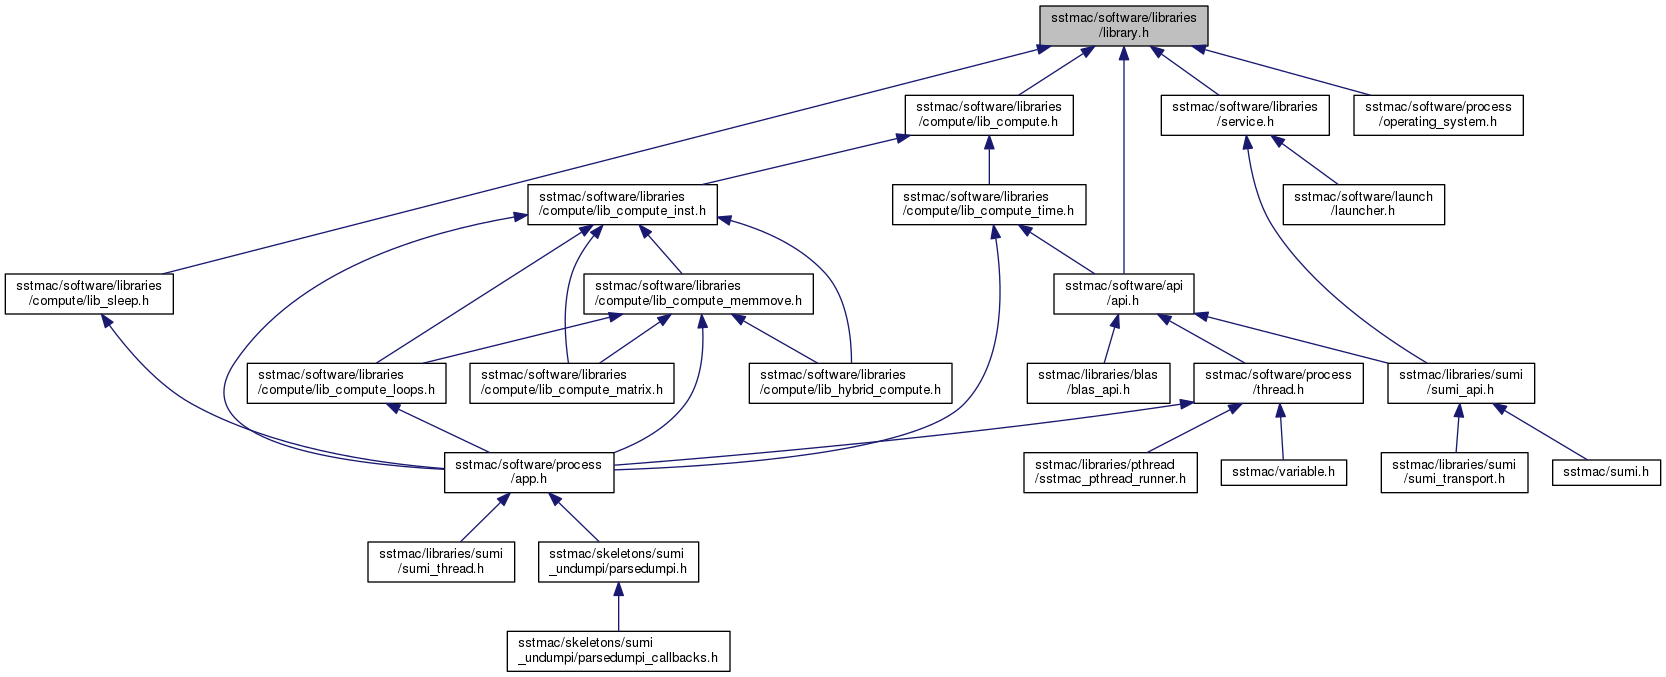 sstmac/software/libraries
/library.h
sstmac/software/libraries
/compute/lib_compute.h
sstmac/software/libraries
/service.h
sstmac/software/process
/operating_system.h
sstmac/software/libraries
/compute/lib_compute_inst.h
sstmac/software/libraries
/compute/lib_compute_time.h
sstmac/software/launch
/launcher.h
sstmac/software/libraries
/compute/lib_sleep.h
sstmac/software/libraries
/compute/lib_compute_memmove.h
sstmac/software/api
/api.h
sstmac/software/libraries
/compute/lib_compute_loops.h
sstmac/software/libraries
/compute/lib_compute_matrix.h
sstmac/software/libraries
/compute/lib_hybrid_compute.h
sstmac/libraries/blas
/blas_api.h
sstmac/software/process
/thread.h
sstmac/libraries/sumi
/sumi_api.h
sstmac/software/process
/app.h
sstmac/libraries/pthread
/sstmac_pthread_runner.h
sstmac/variable.h
sstmac/libraries/sumi
/sumi_transport.h
sstmac/sumi.h
sstmac/libraries/sumi
/sumi_thread.h
sstmac/skeletons/sumi
_undumpi/parsedumpi.h
sstmac/skeletons/sumi
_undumpi/parsedumpi_callbacks.h